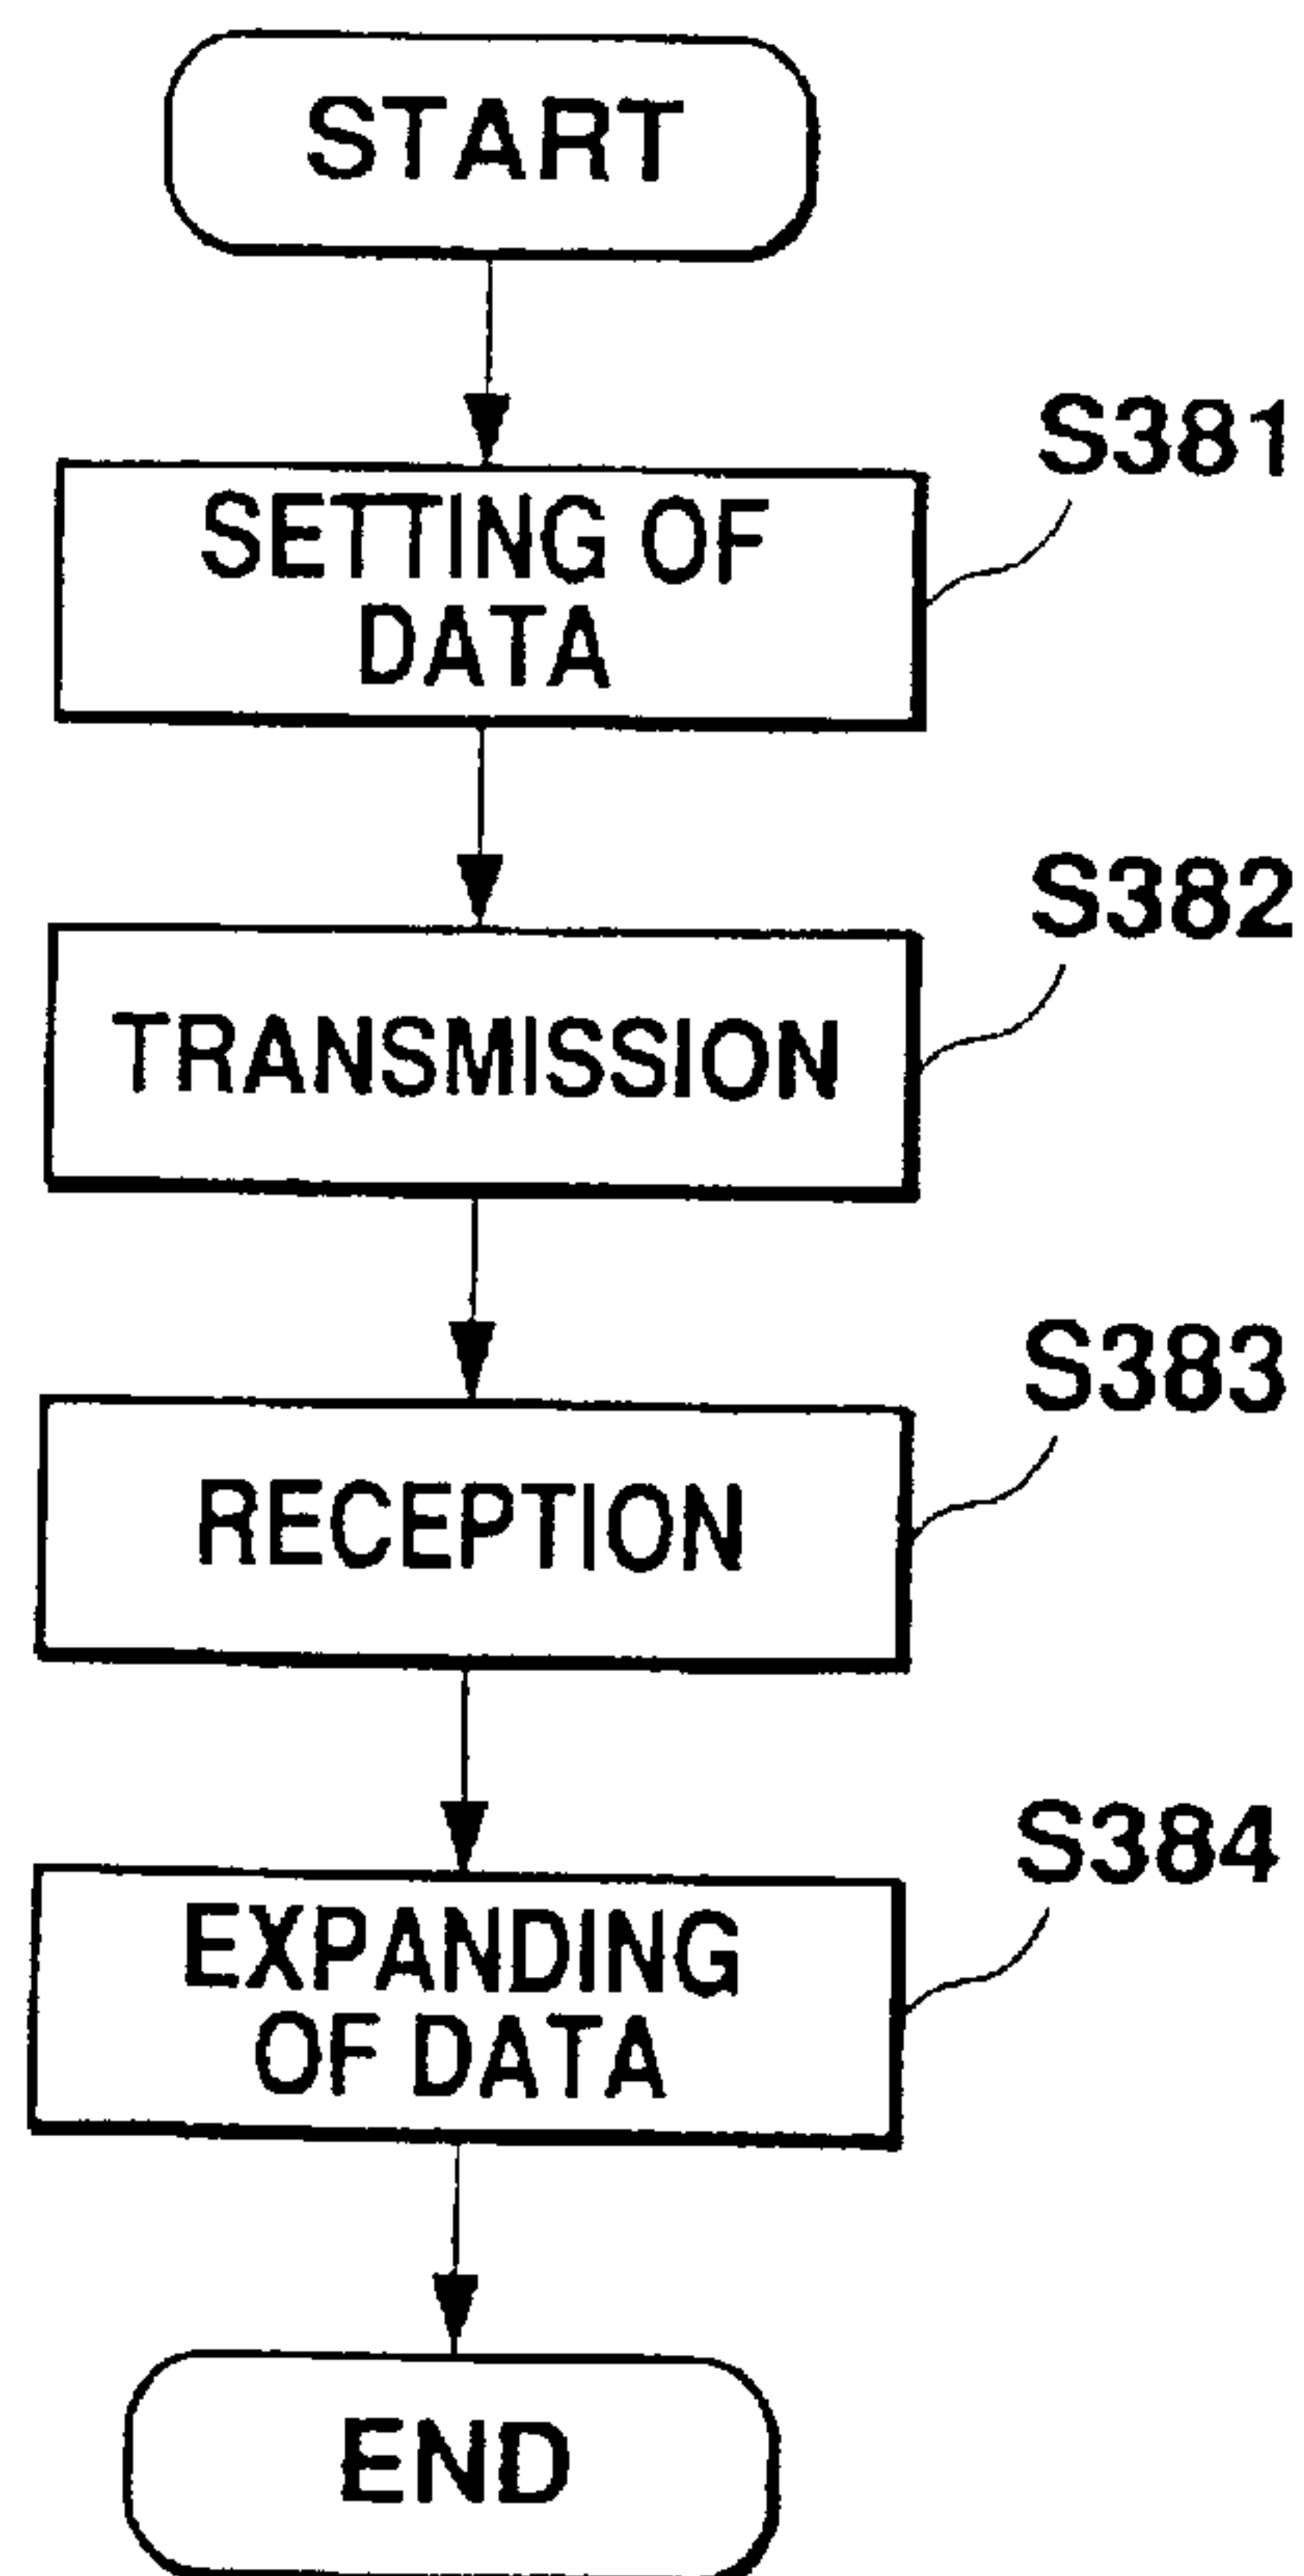 START
S381
SETTING OF
DATA
S382
TRANSMISSION
S383
RECEPTION
S384
EXPANDING
OF DATA
END